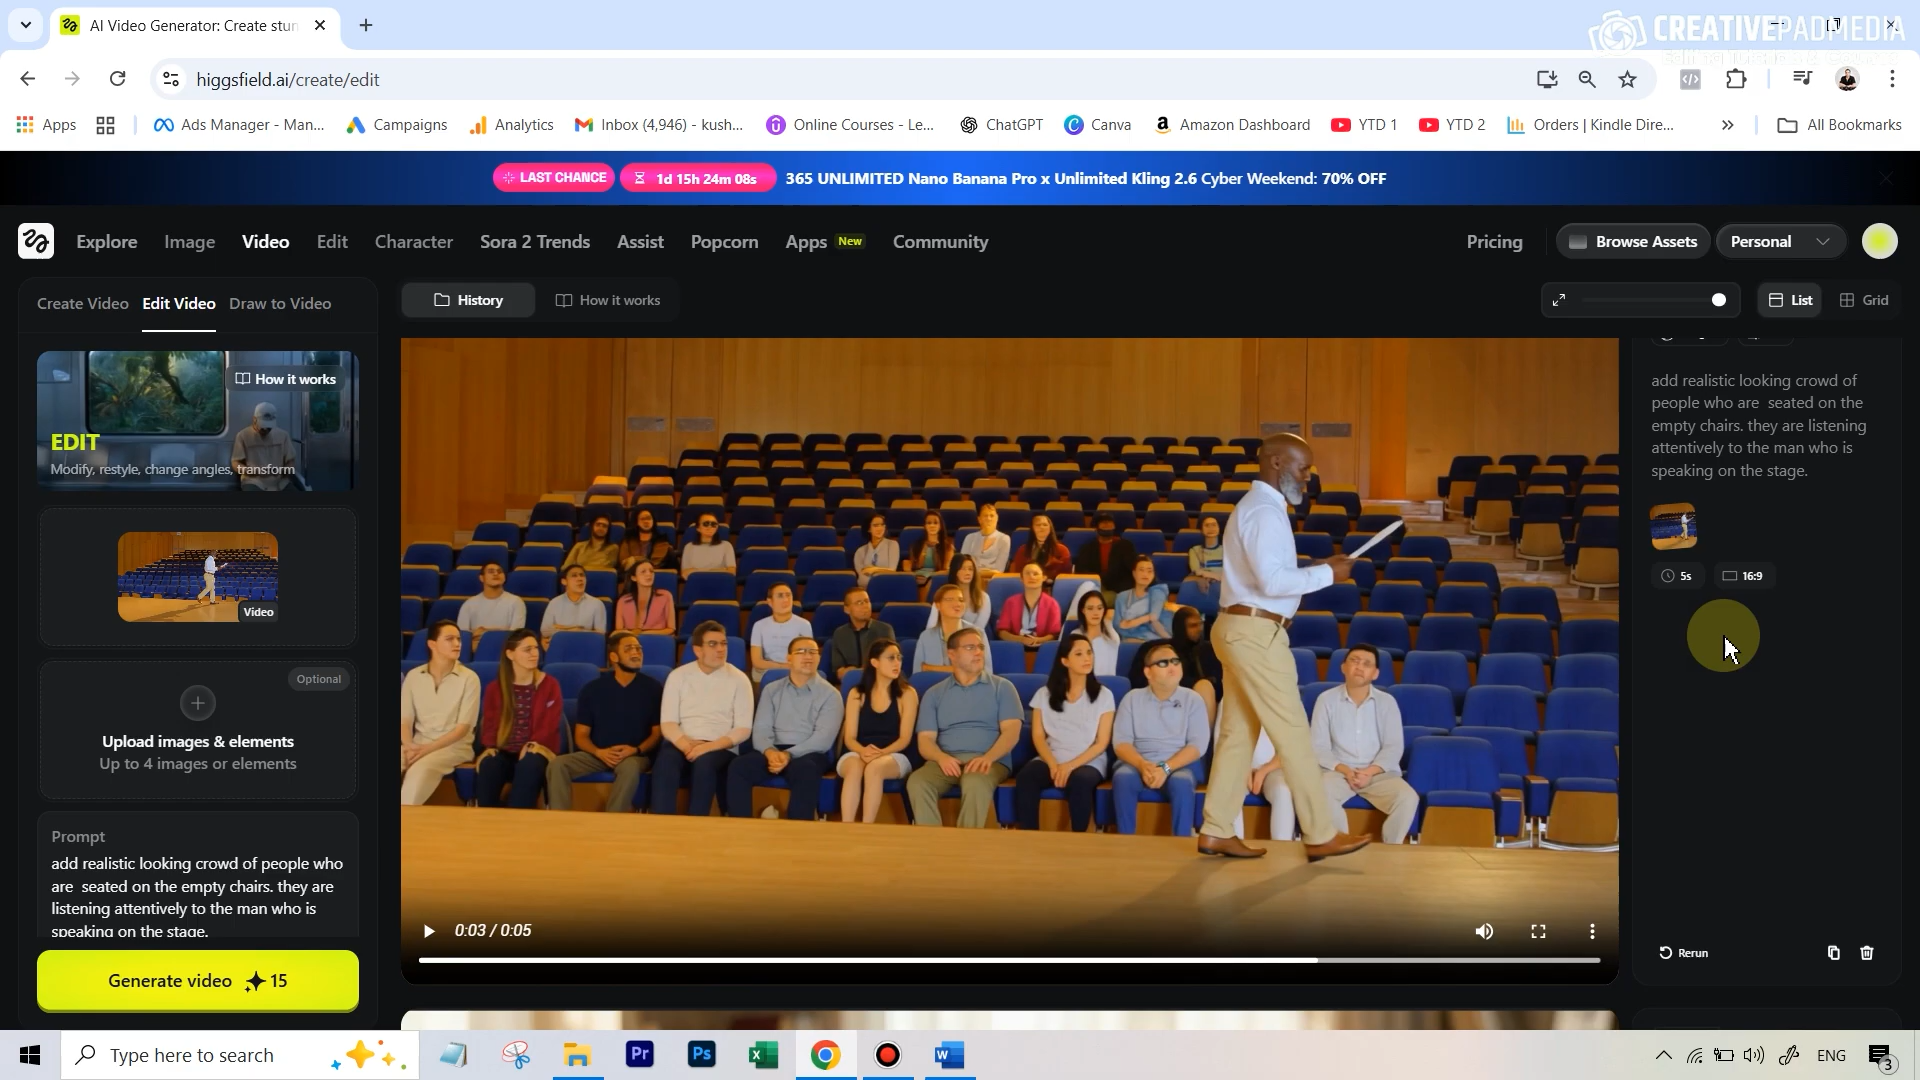 AI Video Generator: Create stun
CREATIVEPADMEDIA
higgsfield.ai/create/edit
Apps
Ads Manager - Man...
Campaigns
Analytics
Inbox (4,946) - kush...
Online Courses - Le...
ChatGPT
Canva
Amazon Dashboard
YTD 1
YTD 2
Orders | Kindle Dire...
All Bookmarks
LAST CHANCE
1d 15h 24m 08s
365 UNLIMITED Nano Banana Pro x Unlimited Kling 2.6 Cyber Weekend: 70% OFF
Explore
Image
Video
Edit
Character
Sora 2 Trends
Assist
Popcorn
Apps New
Community
Pricing
Browse Assets
Personal
Create Video
Edit Video
Draw to Video
History
How it works
List
Grid
How it works
EDIT
Modify, restyle, change angles, transform
Video
Optional
Upload images & elements
Up to 4 images or elements
Prompt
add realistic looking crowd of people who
are seated on the empty chairs. they are
listening attentively to the man who is
speaking on the stage.
Generate video 15
0:03 / 0:05
add realistic looking crowd of
people who are seated on the
empty chairs. they are listening
attentively to the man who is
speaking on the stage.
5s
16:9
Rerun
Type here to search
Pr
Ps
ENG
3